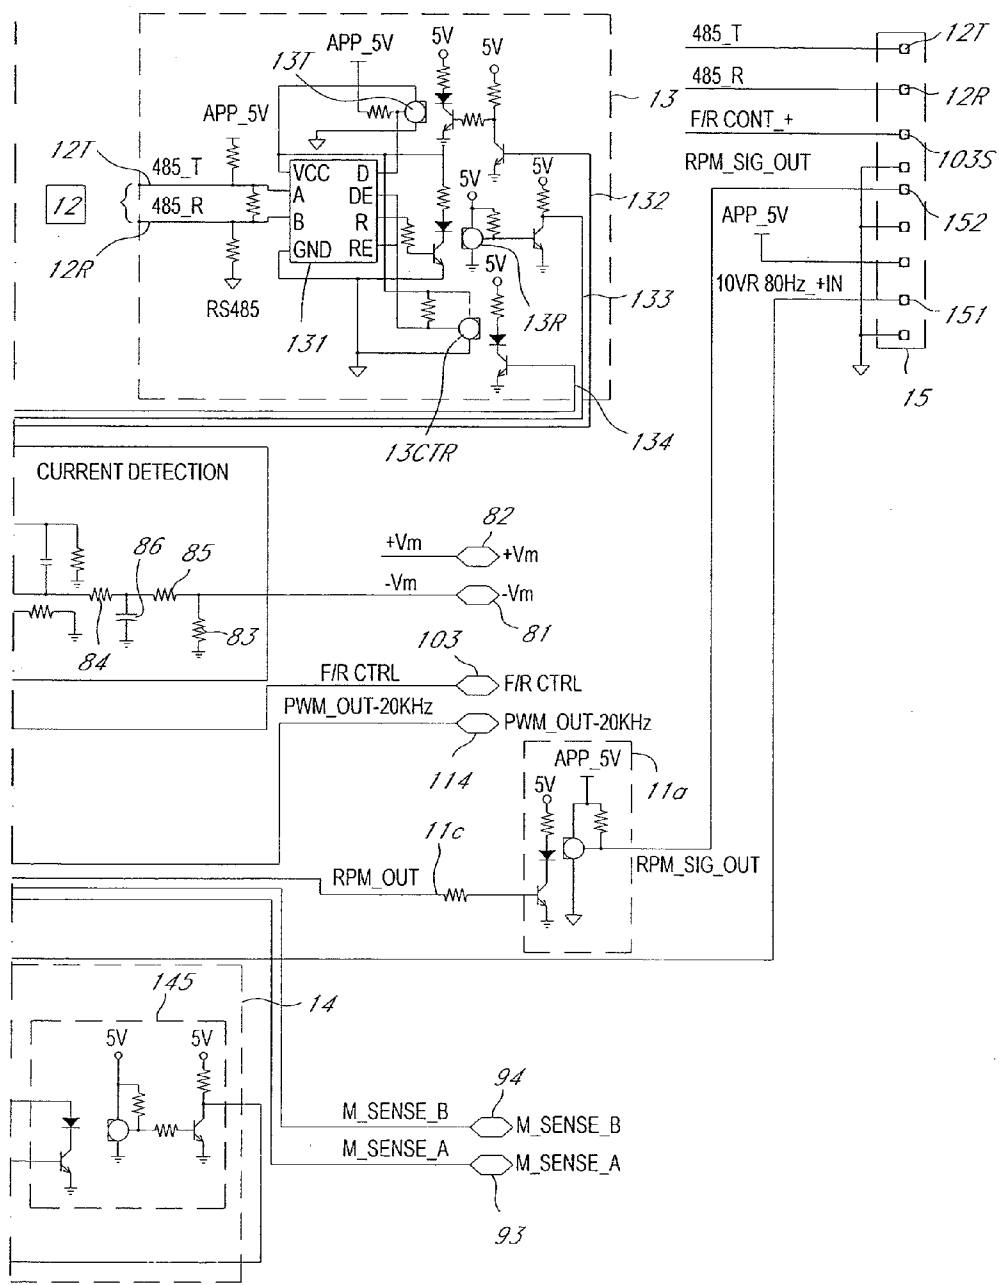 5V
APP_5V
13T
5V
APP_5V
12T
485_T
12
485_R
12R
RS485
VCC
D
A
DE
B
R
GND
RE
131
5V
5V
5V
13R
13CTR
13
132
133
134
485_T
12T
485_R
12R
F/R CONT_+
103S
RPM_SIG_OUT
152
APP_5V
10VR 80Hz_+IN
151
15
CURRENT DETECTION
86
85
84
83
82
+Vm
+Vm
-Vm
-Vm
81
103
F/R CTRL
F/R CTRL
PWM_OUT-20KHz
PWM_OUT-20KHz
114
APP_5V
11a
5V
11c
RPM_OUT
RPM_SIG_OUT
145
14
5V
5V
94
M_SENSE_B
M_SENSE_B
M_SENSE_A
M_SENSE_A
93